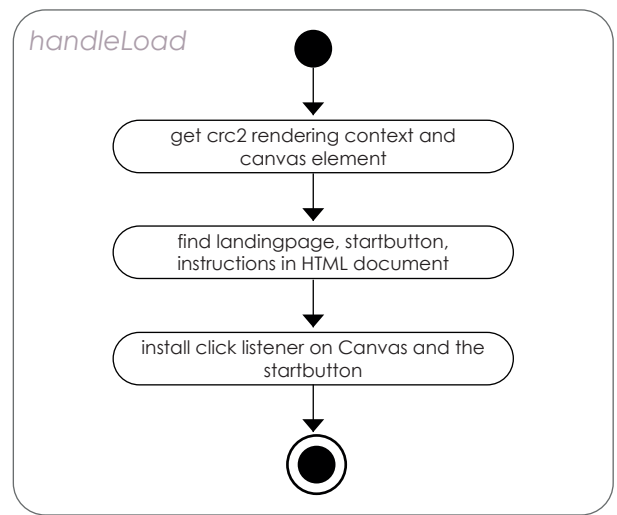 handleLoad
get crc2 rendering context and
canvas element
find landingpage, startbutton,
instructions in HTML document
install click listener on Canvas and the
startbutton